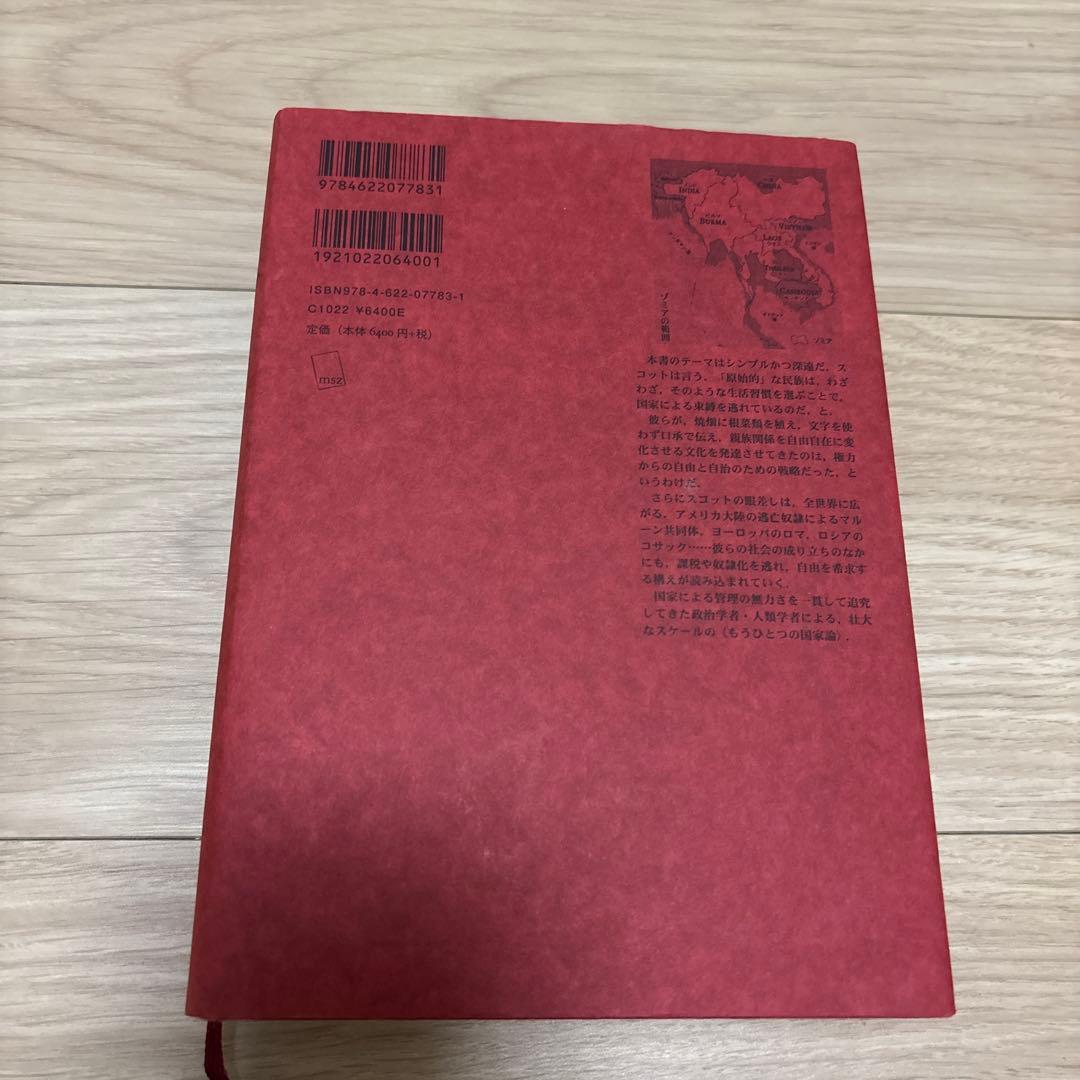 9784622077831
1921022064001
ISBN978-4-622-07783-1
C1022 ¥6400E
定価（本体6400円+税）
msz
INDIA
CHINA
ビルマ
BURMA
VIETNAM
LAOS
ラオス
THAILAND
CAMBODIA
ゾミア
ゾミアの範囲
本書のテーマはシンプルかつ深遠だ．ス
コットは言う，「原始的」な民族は，わざ
わざ，そのような生活習慣を選ぶことで，
国家による束縛を逃れているのだ，と．
彼らが，焼畑に根菜類を植え，文字を使
わず口承で伝え，親族関係を自由自在に変
化させる文化を発達させてきたのは，権力
からの自由と自治のための戦略だった，と
いうわけだ．
さらにスコットの眼差しは，全世界に広
がる．アメリカ大陸の逃亡奴隷によるマル
ーン共同体，ヨーロッパのロマ，ロシアの
コサック……彼らの社会の成り立ちのなか
にも，課税や奴隷化を逃れ，自由を希求す
る構えが読み込まれていく．
国家による管理の無力さを一貫して追究
してきた政治学者・人類学者による，壮大
なスケールの〈もうひとつの国家論〉．